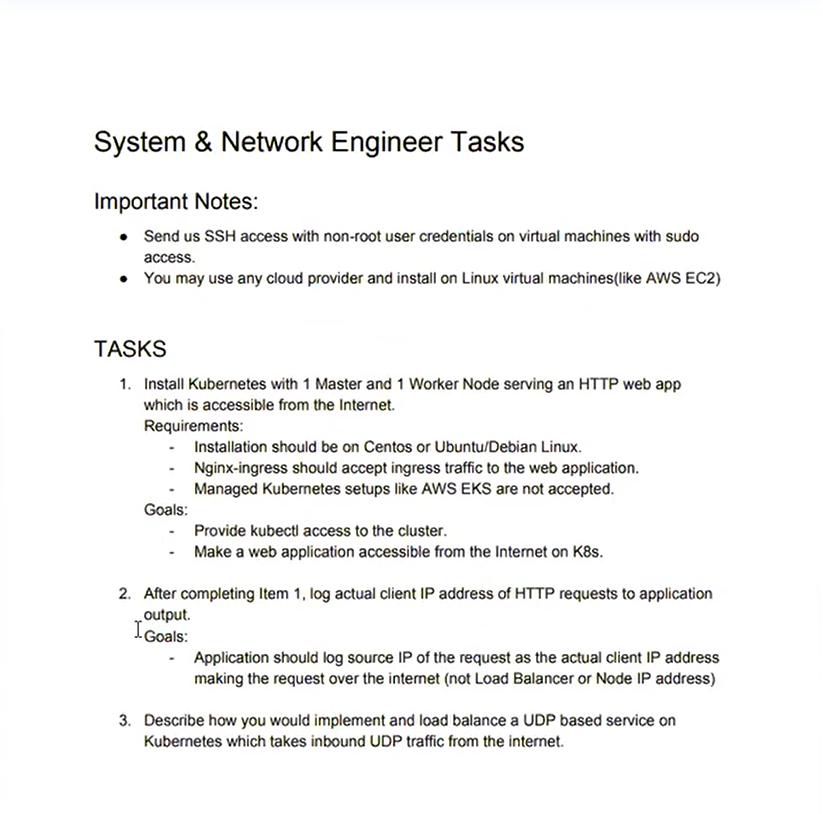 System & Network Engineer Tasks
Important Notes:
● Send us SSH access with non-root user credentials on virtual machines with sudo
access.
● You may use any cloud provider and install on Linux virtual machines(like AWS EC2)
TASKS
1. Install Kubernetes with 1 Master and 1 Worker Node serving an HTTP web app
which is accessible from the Internet.
Requirements:
- Installation should be on Centos or Ubuntu/Debian Linux.
- Nginx-ingress should accept ingress traffic to the web application.
- Managed Kubernetes setups like AWS EKS are not accepted.
Goals:
- Provide kubectl access to the cluster.
- Make a web application accessible from the Internet on K8s.
2. After completing Item 1, log actual client IP address of HTTP requests to application
output.
Goals:
- Application should log source IP of the request as the actual client IP address
making the request over the internet (not Load Balancer or Node IP address)
3. Describe how you would implement and load balance a UDP based service on
Kubernetes which takes inbound UDP traffic from the internet.